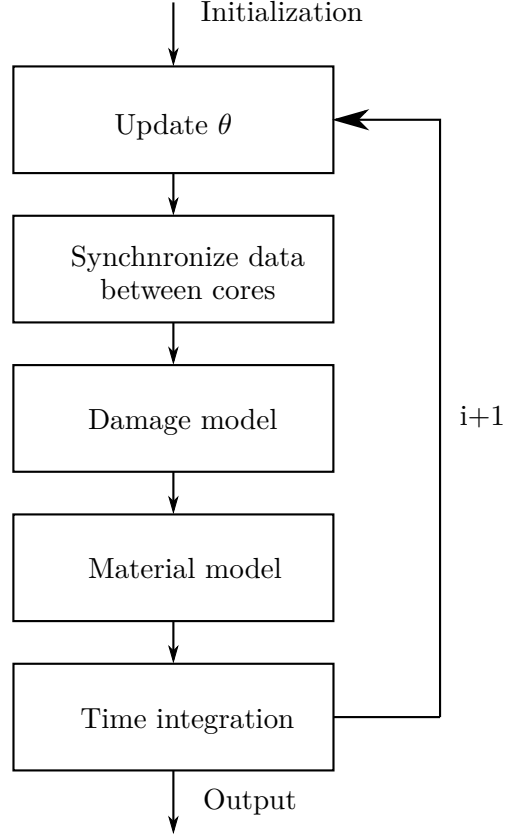 Initialization
Update θ
Synchnronize data
between cores
Damage model
i+1
Material model
Time integration
Output